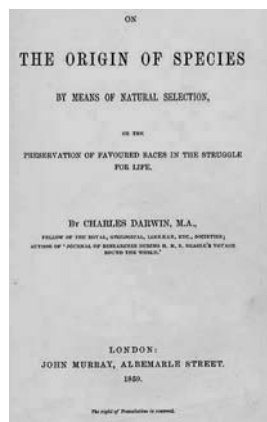 ON
THE ORIGIN OF SPECIES
BY MEANS OF NATURAL SELECTION,
OR THE
PRESERVATION OF FAVOURED RACES IN THE STRUGGLE
FOR LIFE.
BY CHARLES DARWIN, M.A.,
FELLOW OF THE ROYAL, GEOLOGICAL, LINNÆAN, ETC., SOCIETIES;
AUTHOR OF "JOURNAL OF RESEARCHES DURING H. M. S. BEAGLE'S VOYAGE
ROUND THE WORLD."
LONDON:
JOHN MURRAY, ALBEMARLE STREET.
1859.
The right of Translation is reserved.